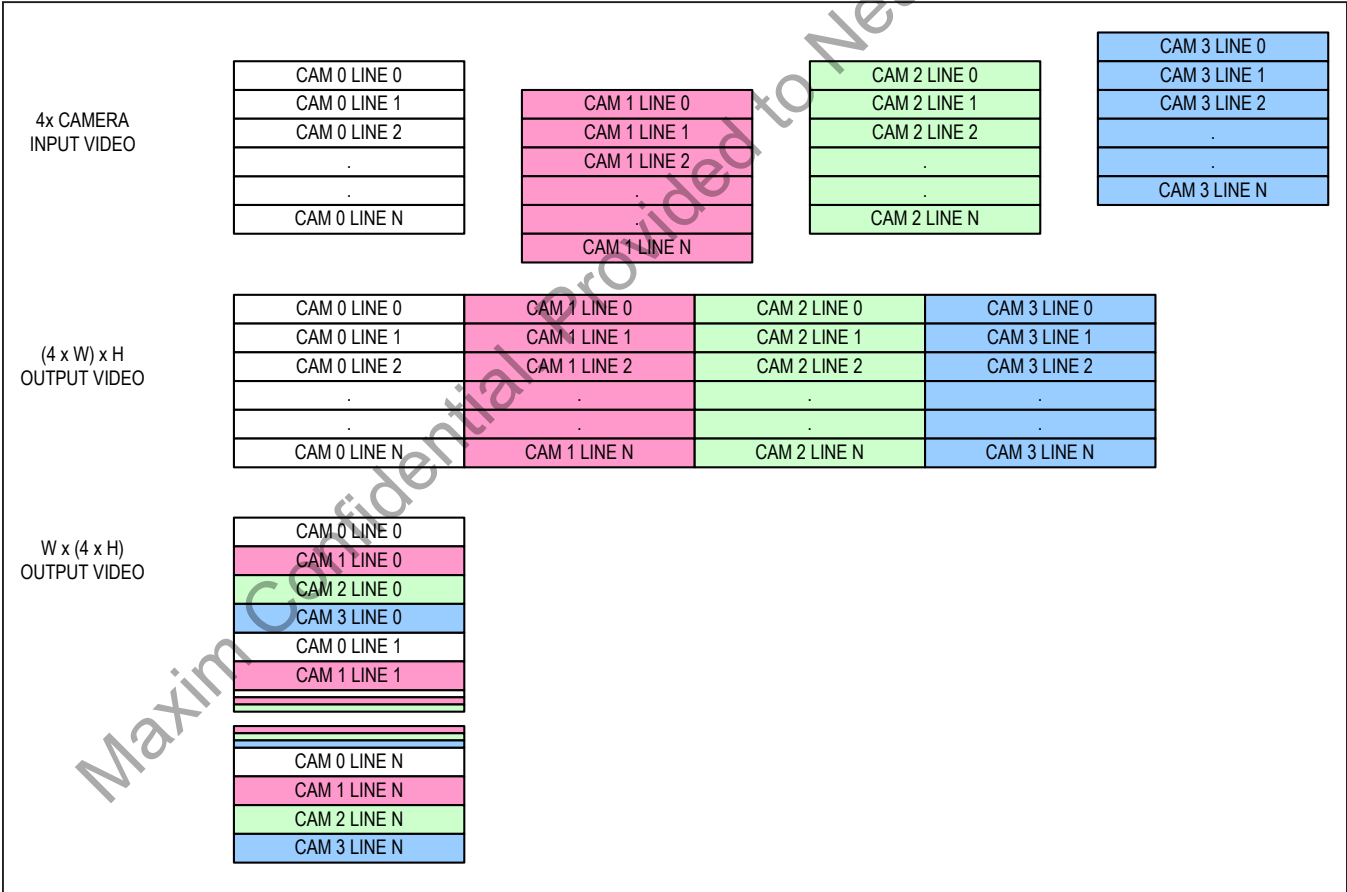 4x CAMERA
INPUT VIDEO
CAM 0 LINE 0
CAM 0 LINE 1
CAM 0 LINE 2
.
.
CAM 0 LINE N
CAM 1 LINE 0
CAM 1 LINE 1
CAM 1 LINE 2
.
.
CAM 1 LINE N
CAM 2 LINE 0
CAM 2 LINE 1
CAM 2 LINE 2
.
.
CAM 2 LINE N
CAM 3 LINE 0
CAM 3 LINE 1
CAM 3 LINE 2
.
.
CAM 3 LINE N
(4 x W) x H
OUTPUT VIDEO
CAM 0 LINE 0 CAM 1 LINE 0 CAM 2 LINE 0 CAM 3 LINE 0
CAM 0 LINE 1 CAM 1 LINE 1 CAM 2 LINE 1 CAM 3 LINE 1
CAM 0 LINE 2 CAM 1 LINE 2 CAM 2 LINE 2 CAM 3 LINE 2
. . . .
. . . .
CAM 0 LINE N CAM 1 LINE N CAM 2 LINE N CAM 3 LINE N
W x (4 x H)
OUTPUT VIDEO
CAM 0 LINE 0
CAM 1 LINE 0
CAM 2 LINE 0
CAM 3 LINE 0
CAM 0 LINE 1
CAM 1 LINE 1
CAM 0 LINE N
CAM 1 LINE N
CAM 2 LINE N
CAM 3 LINE N
Maxim Confidential, Provided to